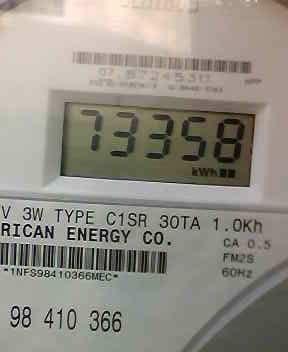 73358
kWh
V 3W TYPE C1SR 30TA 1.0Kh
RICAN ENERGY CO.
CA 0.5
FM2S
60Hz
*1NFS98410366MEC*
98 410 366